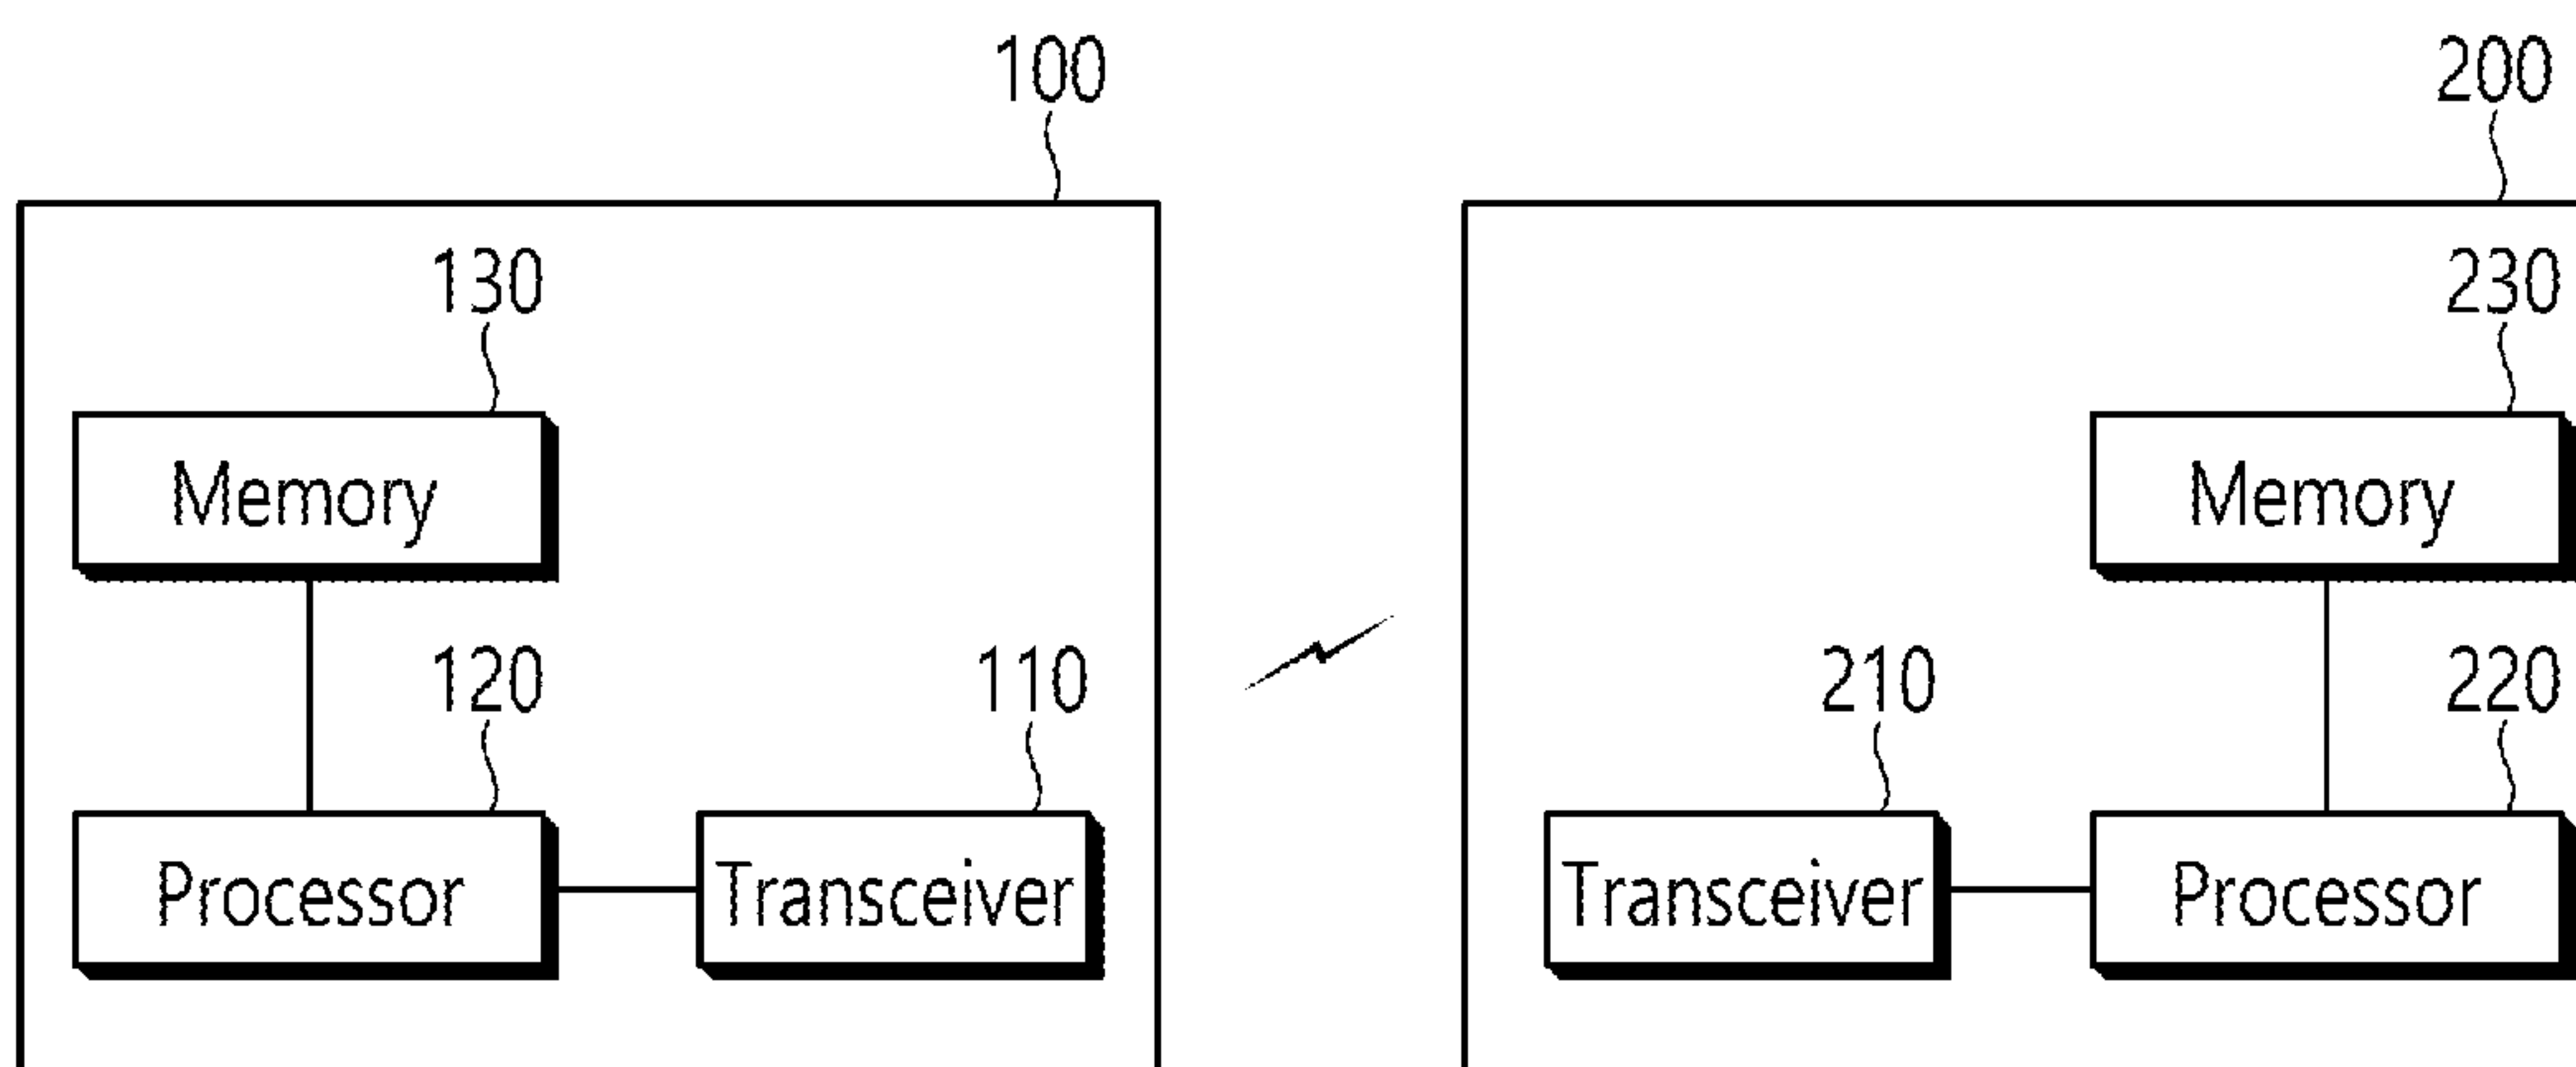 100 200
130 230
Memory Memory
120 110 210 220
Processor Transceiver Transceiver Processor